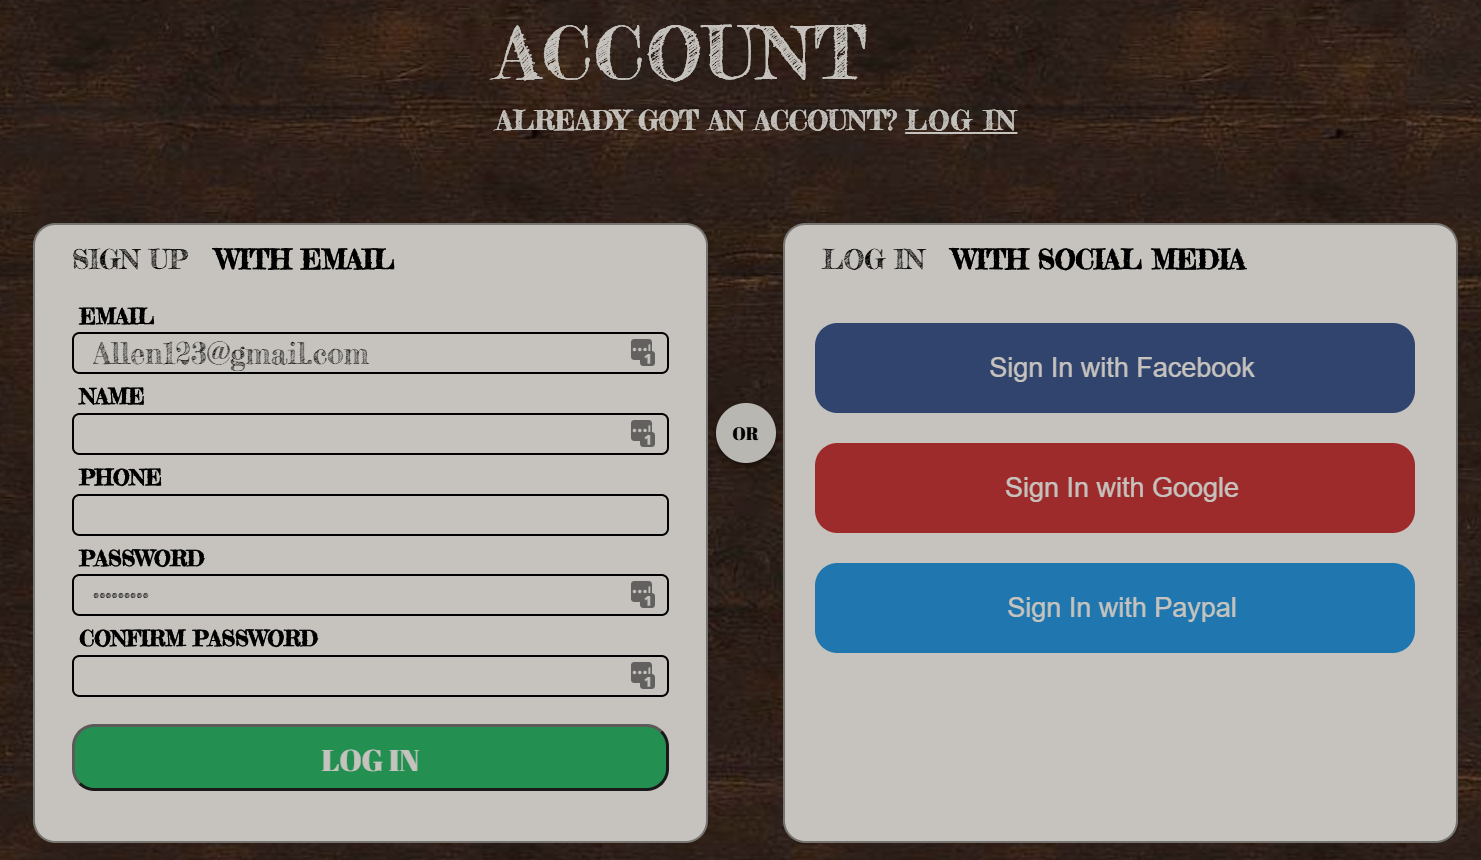 ACCOUNT
ALREADY GOT AN ACCOUNT? LOG IN
SIGN UP WITH EMAIL
EMAIL
Allen123@gmail.com
NAME
PHONE
PASSWORD
CONFIRM PASSWORD
LOG IN
OR
LOG IN WITH SOCIAL MEDIA
Sign In with Facebook
Sign In with Google
Sign In with Paypal